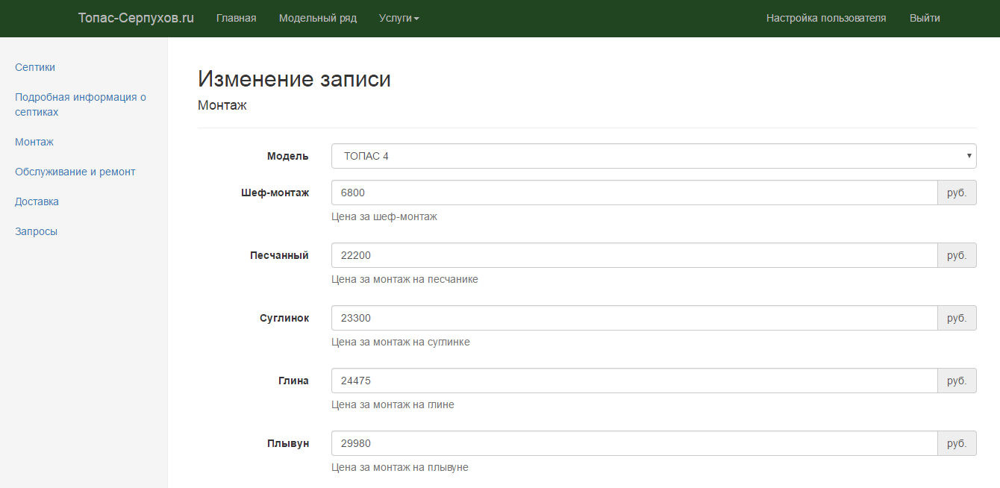 Топас-Серпухов.ru Главная Модельный ряд Услуги Настройка пользователя Выйти
Септики
Подробная информация о
септиках
Монтаж
Обслуживание и ремонт
Доставка
Запросы
Изменение записи
Монтаж
Модель ТОПАС 4
Шеф-монтаж 6800 руб.
Цена за шеф-монтаж
Песчанный 22200 руб.
Цена за монтаж на песчанике
Суглинок 23300 руб.
Цена за монтаж на суглинке
Глина 24475 руб.
Цена за монтаж на глине
Плывун 29980 руб.
Цена за монтаж на плывуне